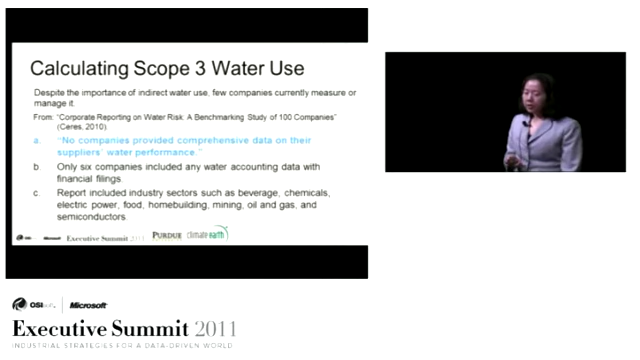 Calculating Scope 3 Water Use
Despite the importance of indirect water use, few companies currently measure or
manage it.
From: "Corporate Reporting on Water Risk: A Benchmarking Study of 100 Companies"
(Ceres, 2010)
a. "No companies provided comprehensive data on their
suppliers' water performance."
b. Only six companies included any water accounting data with
financial filings.
c. Report included industry sectors such as beverage, chemicals,
electric power, food, homebuilding, mining, oil and gas, and
semiconductors
Executive Summit 2011 PURDUE climate earth
OSIsoft. Microsoft
Executive Summit 2011
INDUSTRIAL STRATEGIES FOR A DATA-DRIVEN WORLD